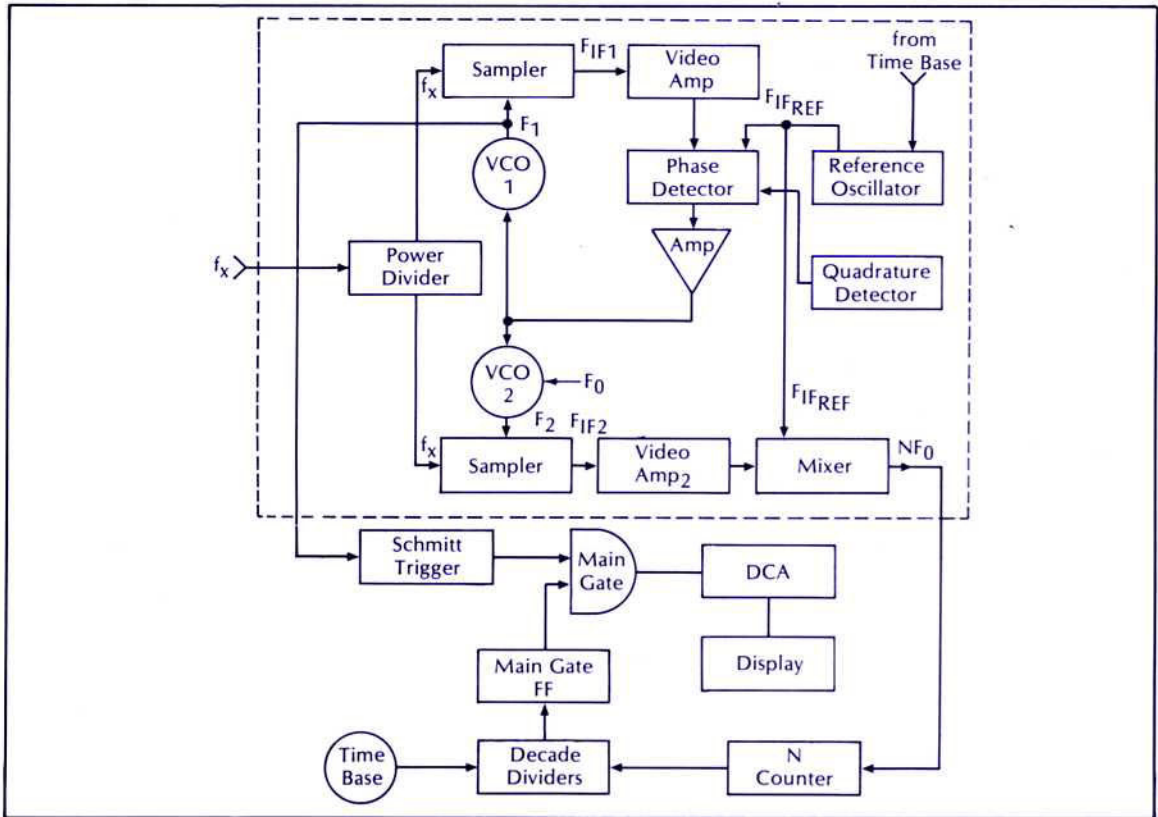 from
Time Base
F_IF1
Video
Amp
Sampler
f_x
F_IF_REF
F_1
VCO
1
Phase
Detector
Reference
Oscillator
f_x
Power
Divider
Amp
Quadrature
Detector
VCO
2
F_0
F_IF_REF
F_2
F_IF2
f_x
Sampler
Video
Amp_2
Mixer
NF_0
Schmitt
Trigger
Main
Gate
DCA
Display
Main Gate
FF
Time
Base
Decade
Dividers
N
Counter